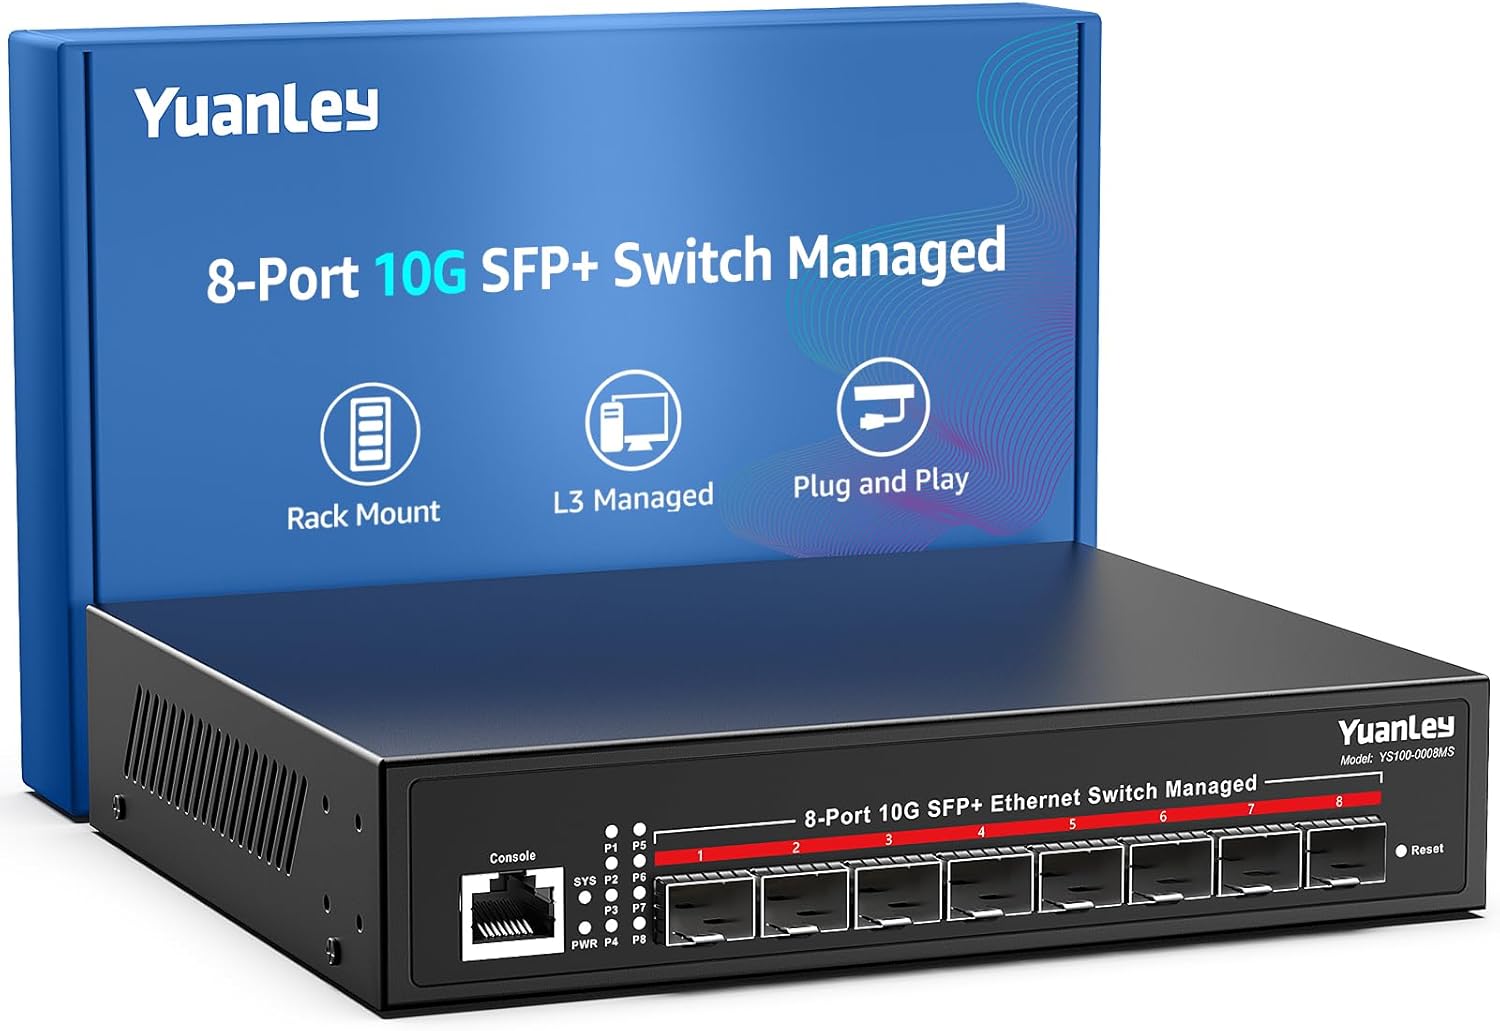 YuanLey
8-Port 10G SFP+ Switch Managed
Rack Mount
L3 Managed
Plug and Play
YuanLey
Model: YS100-0008MS
8-Port 10G SFP+ Ethernet Switch Managed
1 2 3 4 5 6 7 8
Console
SYS
PWR
P1 P5
P2 P6
P3 P7
P4 P8
Reset